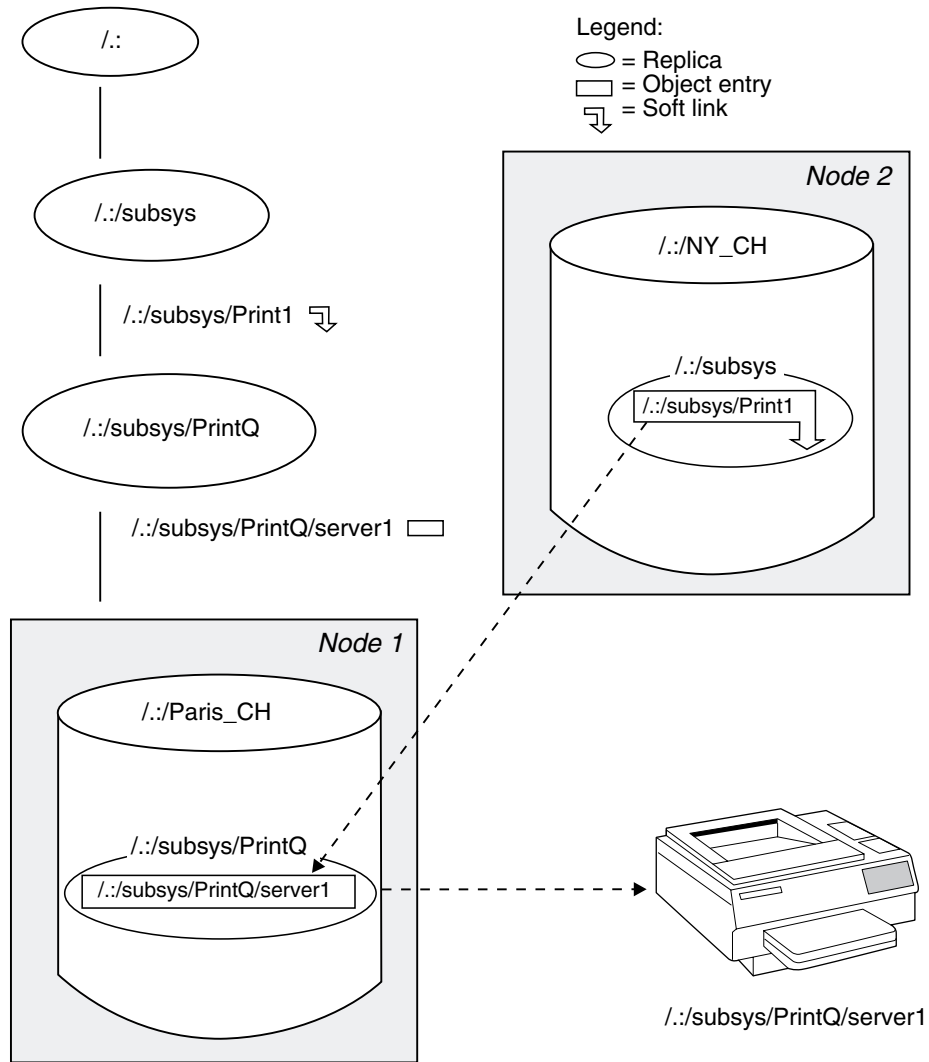 /.:
Legend:
= Replica
= Object entry
= Soft link
Node 2
/.:/subsys
/.:/NY_CH
/.:/subsys/Print1
/.:/subsys
/.:/subsys/Print1
/.:/subsys/PrintQ
/.:/subsys/PrintQ/server1
Node 1
/.:/Paris_CH
/.:/subsys/PrintQ
/.:/subsys/PrintQ/server1
/.:/subsys/PrintQ/server1